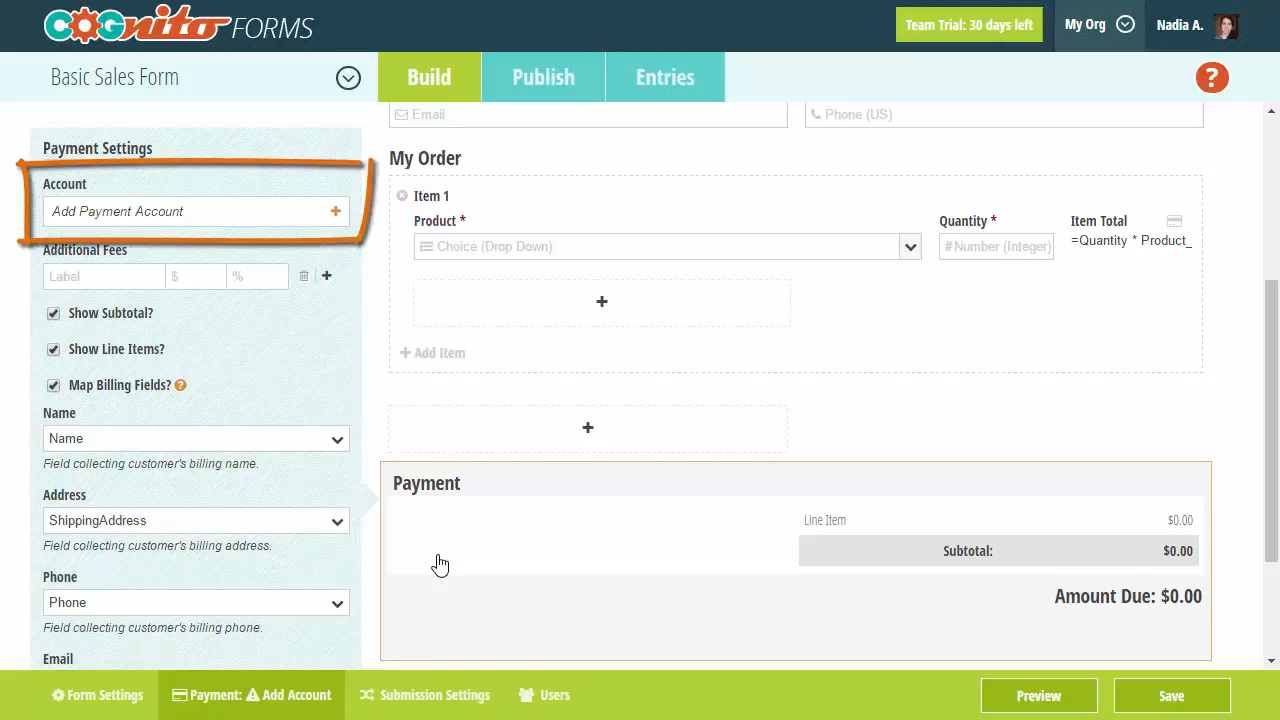 COGnito FORMS
Team Trial: 30 days left
My Org
Nadia A.
Basic Sales Form
Build
Publish
Entries
?
Payment Settings
Account
Add Payment Account
Additional Fees
Label
$
%
Show Subtotal?
Show Line Items?
Map Billing Fields?
Name
Name
Field collecting customer's billing name.
Address
ShippingAddress
Field collecting customer's billing address.
Phone
Phone
Field collecting customer's billing phone.
Email
Email
Phone (US)
My Order
Item 1
Product *
Quantity *
Item Total
Choice (Drop Down)
# Number (Integer)
=Quantity * Product_
+ Add Item
Payment
Line Item
$0.00
Subtotal:
$0.00
Amount Due: $0.00
Form Settings
Payment: Add Account
Submission Settings
Users
Preview
Save